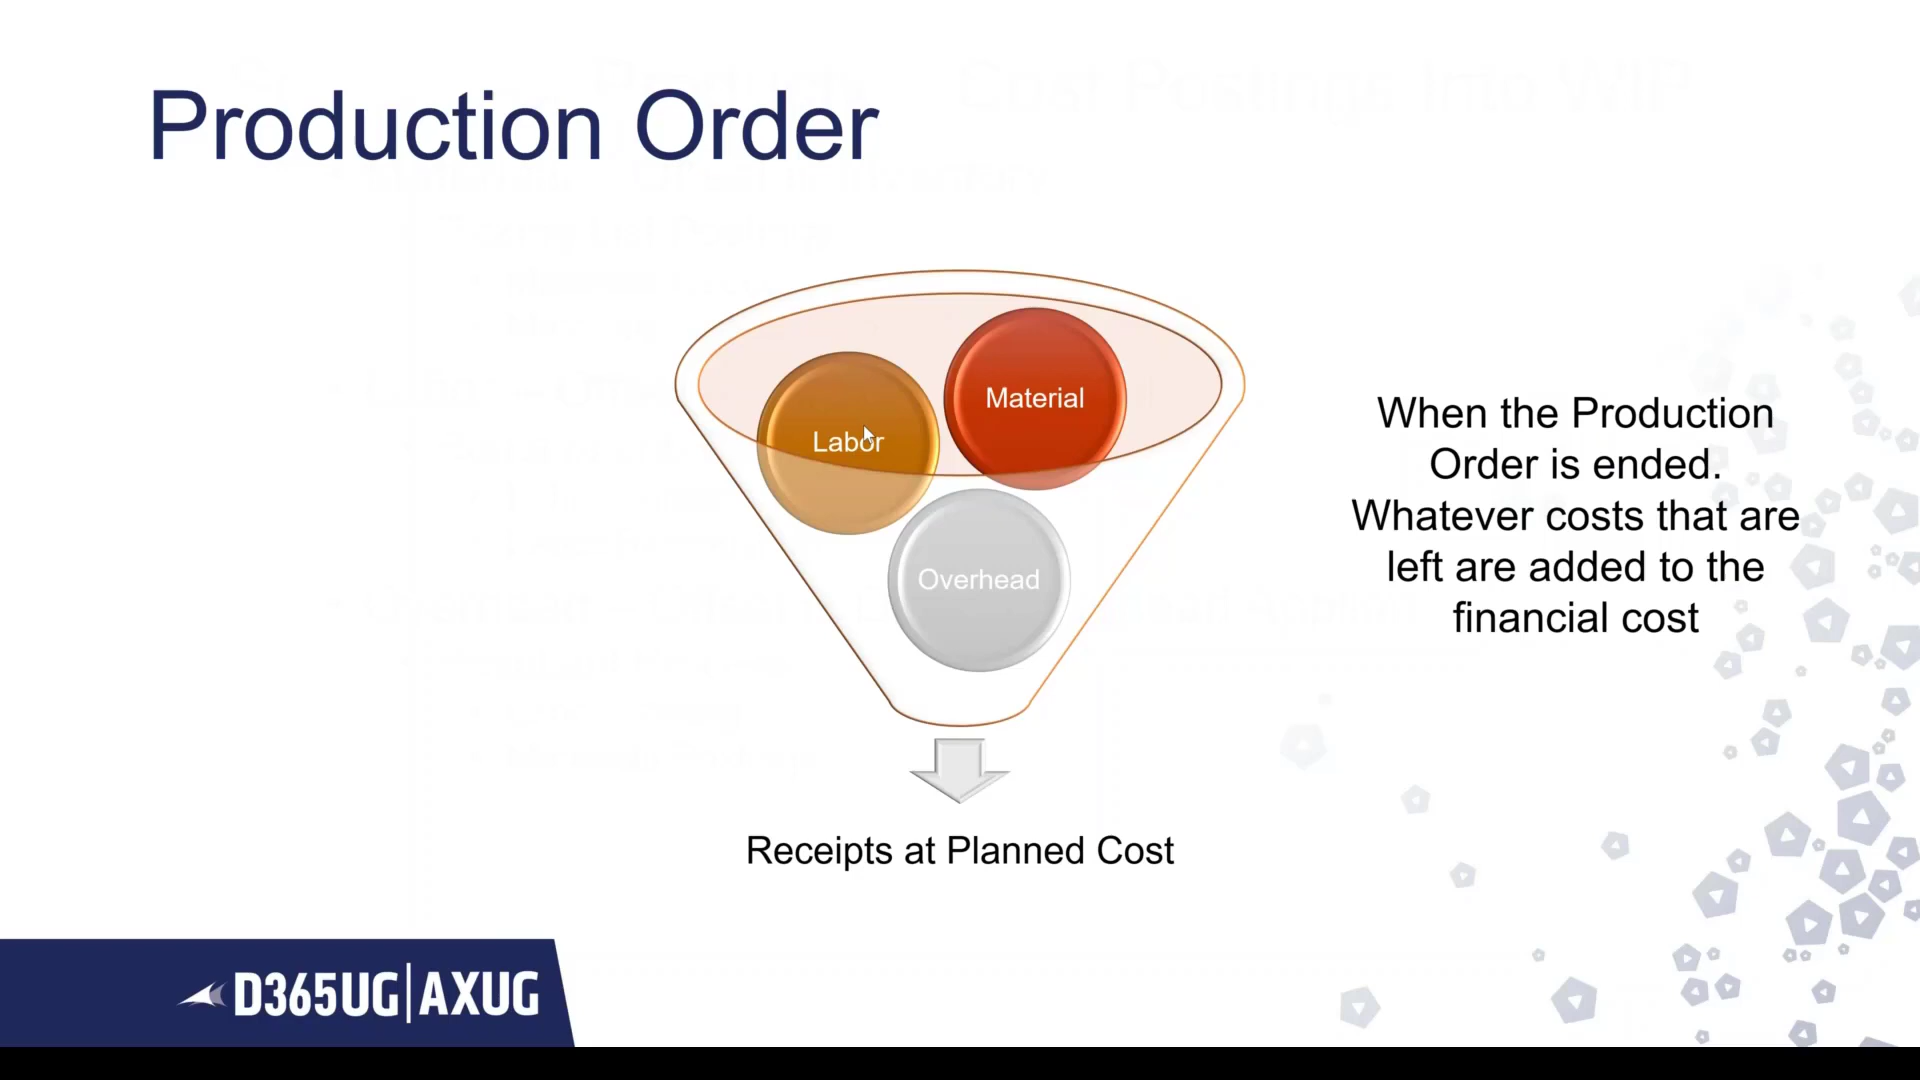 Production Order
Material
Labor
Overhead
When the Production
Order is ended.
Whatever costs that are
left are added to the
financial cost
Receipts at Planned Cost
D365UG|AXUG